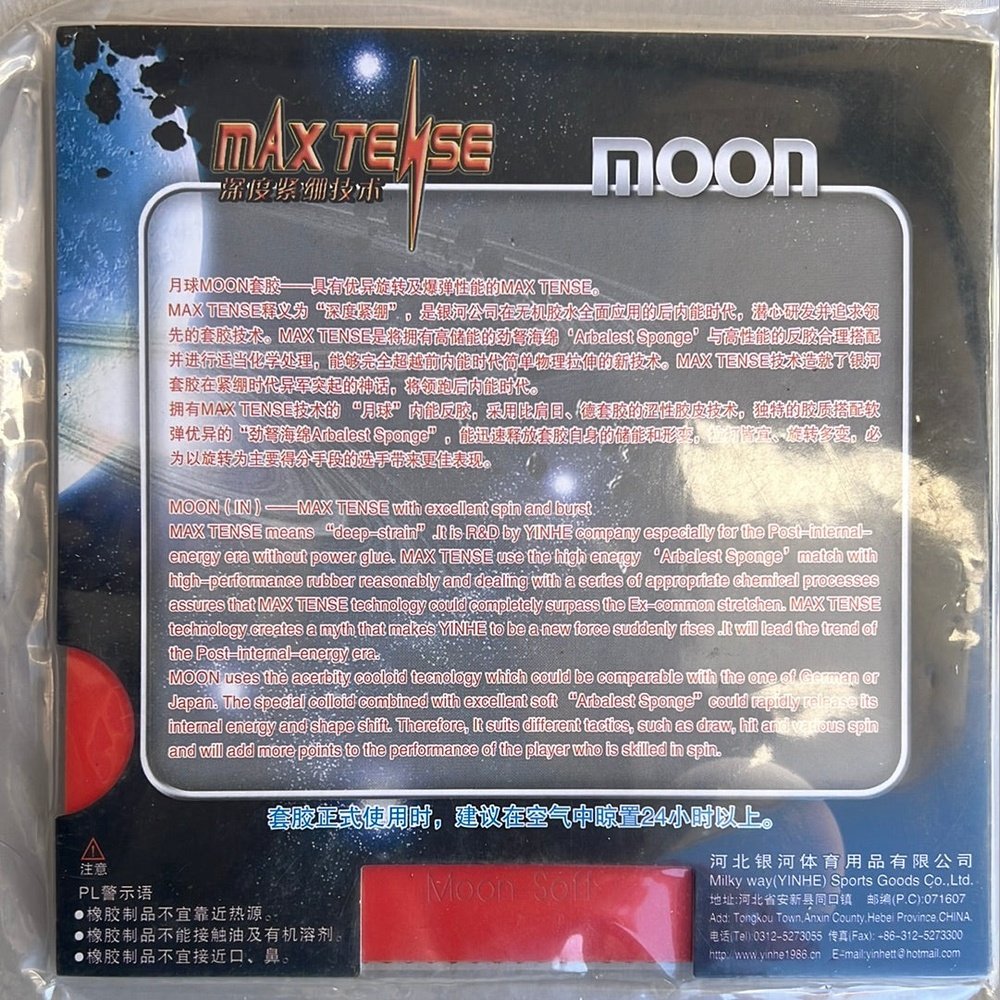 MAX TENSE
深度紧绷技术
MOON
月球MOON套胶——具有优异旋转及爆弹性能的MAX TENSE。
MAX TENSE释义为“深度紧绷”，是银河公司在无机胶水全面应用的后内能时代，潜心研发并追求领
先的套胶技术。MAX TENSE是将拥有高储能的劲弩海绵‘Arbalest Sponge’与高性能的反胶合理搭配
并进行适当化学处理，能够完全超越前内能时代简单物理拉伸的新技术。MAX TENSE技术造就了银河
套胶在紧绷时代异军突起的神话，将领跑后内能时代。
拥有MAX TENSE技术的“月球”内能反胶，采用比肩日、德套胶的涩性胶皮技术，独特的胶质搭配软
弹优异的“劲弩海绵Arbalest Sponge”，能迅速释放套胶自身的储能和形变，拉打皆宜、旋转多变，必
为以旋转为主要得分手段的选手带来更佳表现。
MOON（IN）——MAX TENSE with excellent spin and burst
MAX TENSE means “deep-strain”.It is R&D by YINHE company especially for the Post-internal-
energy era without power glue. MAX TENSE use the high energy ‘Arbalest Sponge’match with
high-performance rubber reasonably and dealing with a series of appropriate chemical processes
assures that MAX TENSE technology could completely surpass the Ex-common stretchen. MAX TENSE
technology creates a myth that makes YINHE to be a new force suddenly rises .It will lead the trend of
the Post-internal-energy era.
MOON uses the acerbity cooloid tecnology which could be comparable with the one of German or
Japan. The special colloid combined with excellent soft “Arbalest Sponge” could rapidly release its
internal energy and shape shift. Therefore, It suits different tactics, such as draw, hit and various spin
and will add more points to the performance of the player who is skilled in spin.
套胶正式使用时，建议在空气中晾置24小时以上。
注意
PL警示语
●橡胶制品不宜靠近热源。
●橡胶制品不能接触油及有机溶剂。
●橡胶制品不宜接近口、鼻。
Moon Soft
河北银河体育用品有限公司
Milky way(YINHE) Sports Goods Co.,Ltd.
地址:河北省安新县同口镇 邮编(P.C):071607
Add: Tongkou Town,Anxin County,Hebei Province,CHINA.
电话(Tel):0312-5273055 传真(Fax): +86-312-5273300
http: www.yinhe1986.cn E-mail:yinhett@hotmail.com